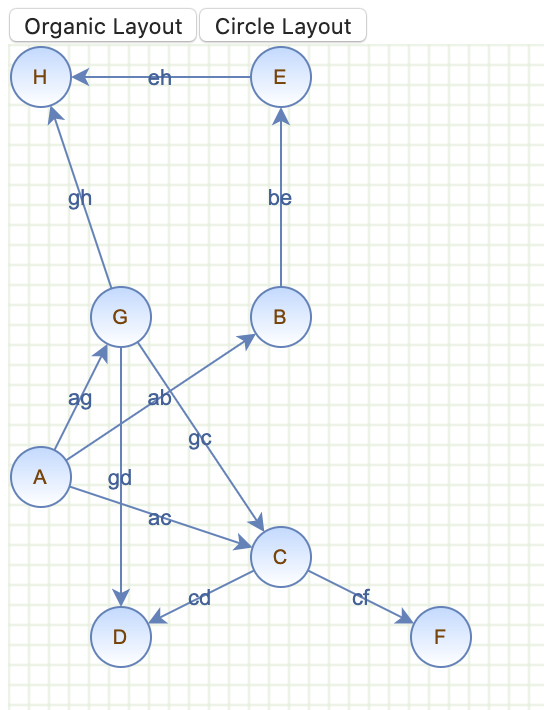 Organic Layout Circle Layout
H eh E
gh be
G B
ag ab
gc
A gd
ac
C
cd cf
D F